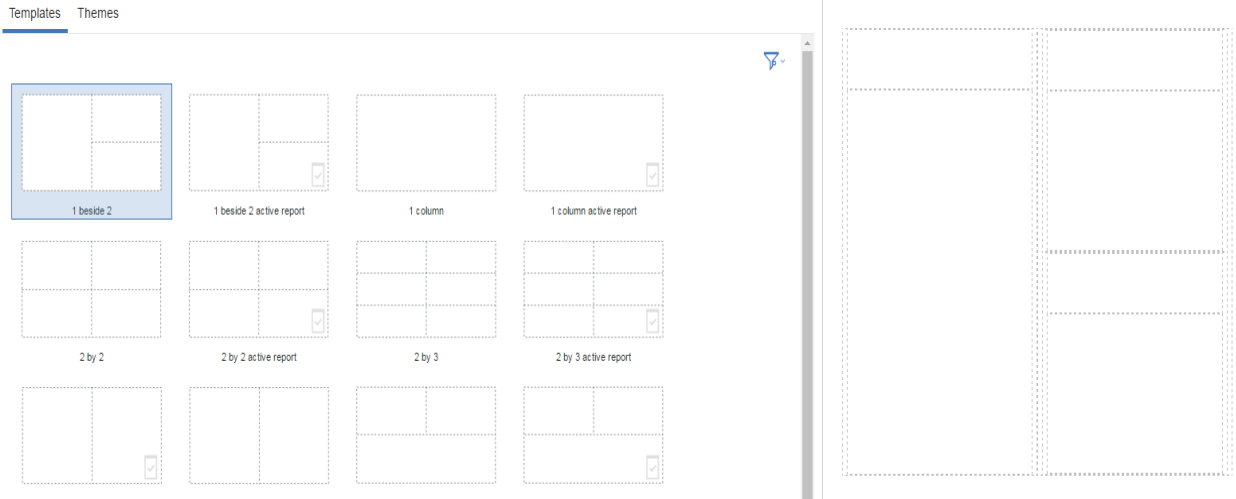 Templates Themes
1 beside 2 1 beside 2 active report 1 column 1 column active report
2 by 2 2 by 2 active report 2 by 3 2 by 3 active report